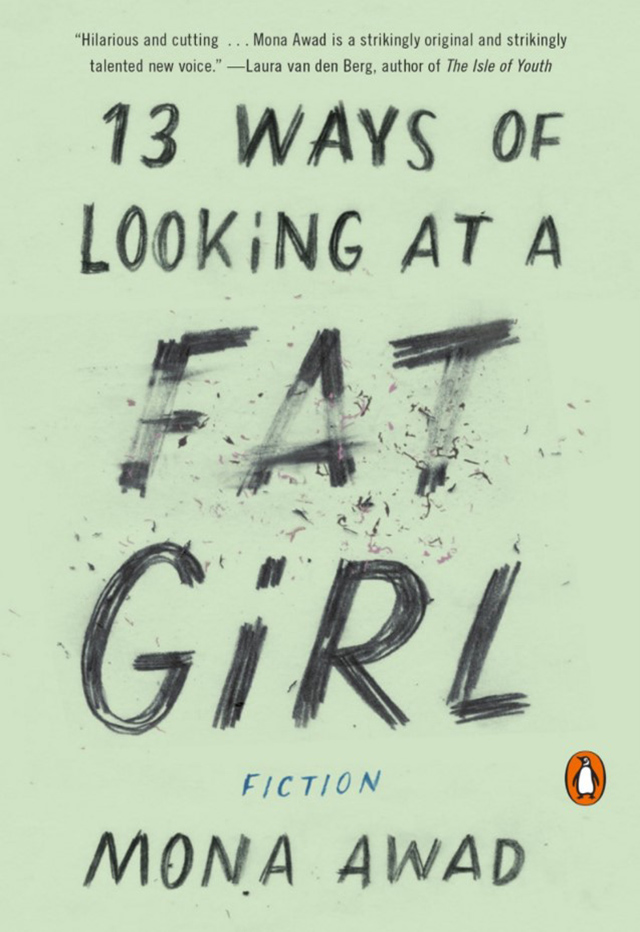 “Hilarious and cutting ... Mona Awad is a strikingly original and strikingly
talented new voice.” —Laura van den Berg, author of The Isle of Youth
13 WAYS OF
LOOKiNG AT A
FAT
GiRL
FICTION
MONA AWAD